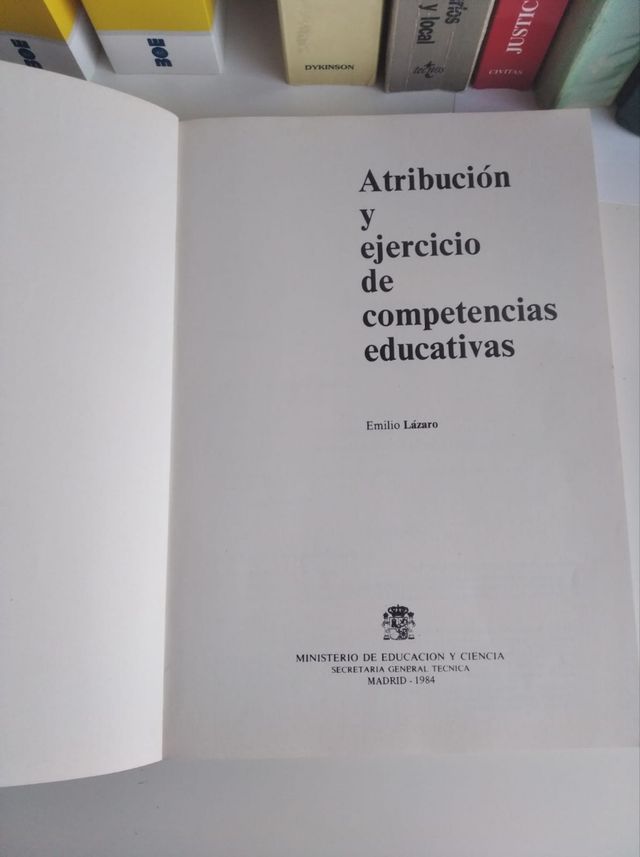 BOE
BOE
DYKINSON
y local
tecnos
CIVITAS
Atribución
y
ejercicio
de
competencias
educativas
Emilio Lázaro
MINISTERIO DE EDUCACION Y CIENCIA
SECRETARIA GENERAL TECNICA
MADRID - 1984